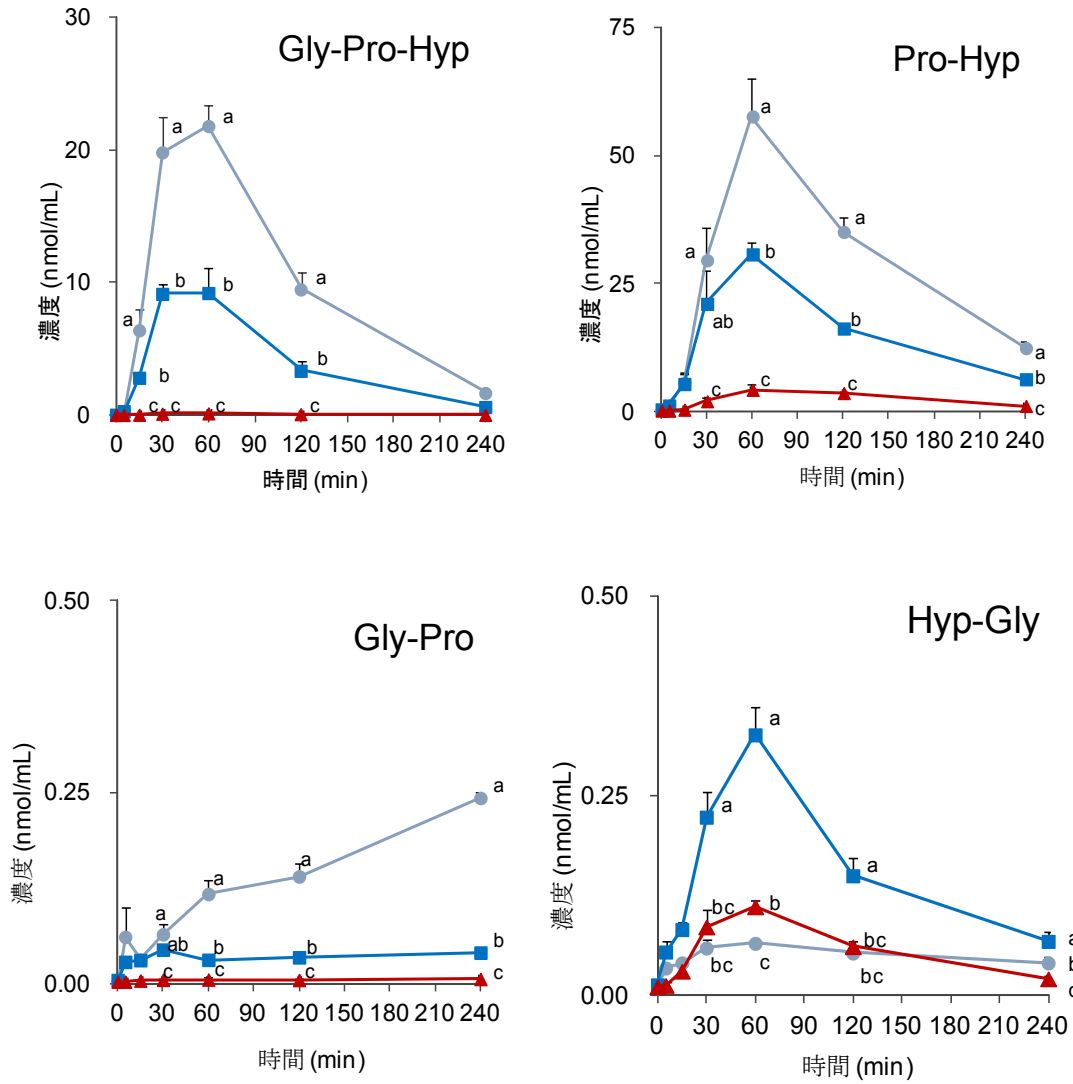 Gly-Pro-Hyp
30
20
10
0
濃度 (nmol/mL)
a
a
a
a
b
b
b
b
c
c
c
c
0 30 60 90 120 150 180 210 240
時間 (min)
Pro-Hyp
75
50
25
0
濃度 (nmol/mL)
a
a
a
a
ab
b
b
b
c
c
c
c
0 30 60 90 120 150 180 210 240
時間 (min)
Gly-Pro
0.50
0.25
0.00
濃度 (nmol/mL)
a
a
a
a
ab
b
b
b
c
c
c
c
0 30 60 90 120 150 180 210 240
時間 (min)
Hyp-Gly
0.50
0.25
0.00
濃度 (nmol/mL)
a
a
a
a
bc
b
bc
b
bc
c
bc
c
0 30 60 90 120 150 180 210 240
時間 (min)